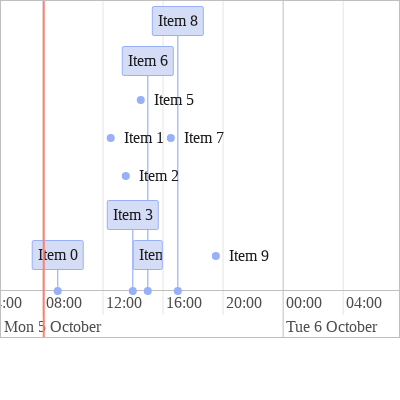 Item 8
Item 6
Item 5
Item 1
Item 7
Item 2
Item 3
Item 0
Iten
Item 9
:00
08:00
12:00
16:00
20:00
00:00
04:00
Mon 5 October
Tue 6 October